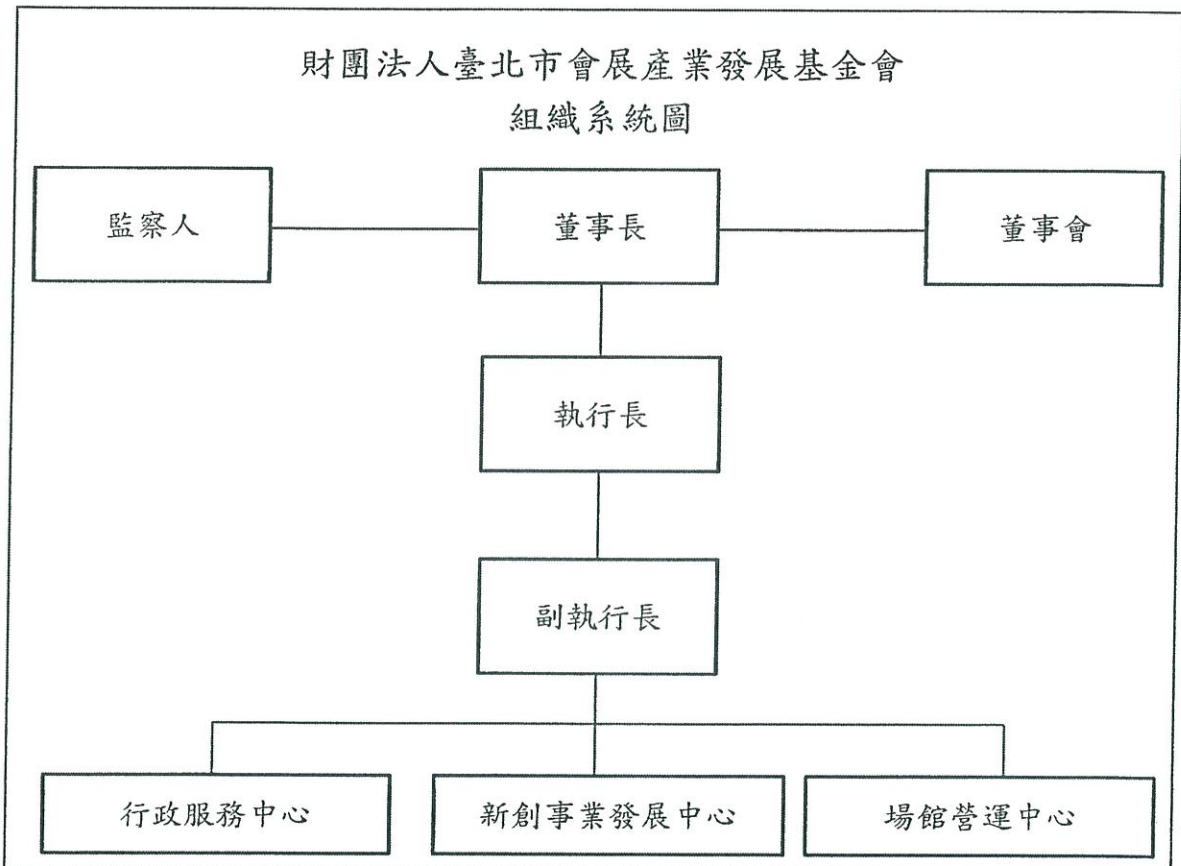 財團法人臺北市會展產業發展基金會
組織系統圖
監察人
董事長
董事會
執行長
副執行長
行政服務中心
新創事業發展中心
場館營運中心